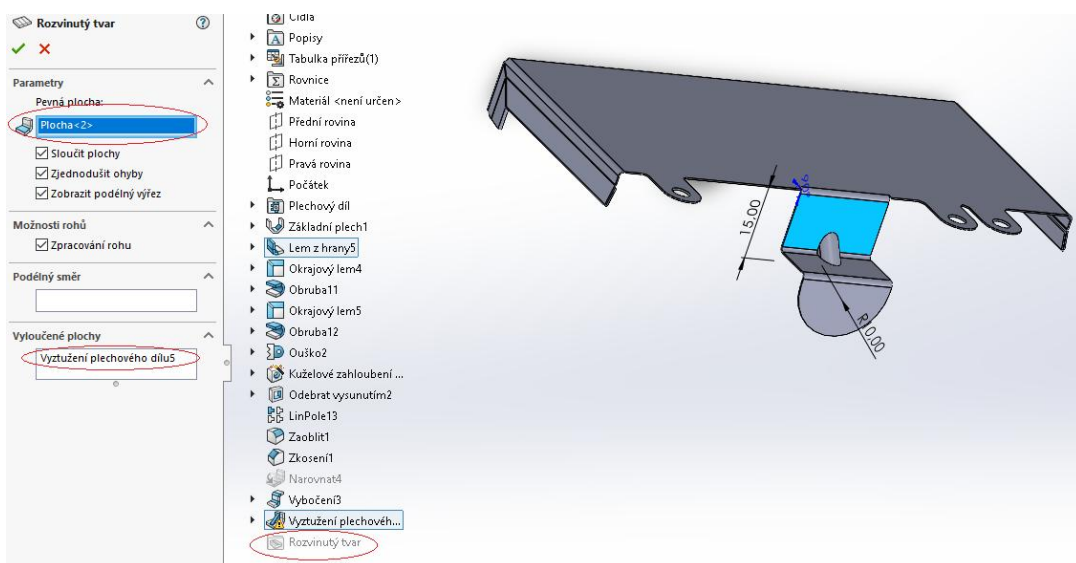 Rozvinutý tvar
Parametry
Pevná plocha:
Plocha<2>
Sloučit plochy
Zjednodušit ohyby
Zobrazit podélný výřez
Možnosti rohů
Zpracování rohu
Podélný směr
Vyloučené plochy
Vyztužení plechového dílu5
Čidla
Popisy
Tabulka přířezů(1)
Rovnice
Materiál <není určen>
Přední rovina
Horní rovina
Pravá rovina
Počátek
Plechový díl
Základní plech1
Lem z hrany5
Okrajový lem4
Obruba11
Okrajový lem5
Obruba12
Ouško2
Kuželové zahloubení ...
Odebrat vysunutím2
LinPole13
Zaoblit1
Zkosení1
Narovnat4
Vybočení3
Vyztužení plechovéh...
Rozvinutý tvar
15,00
R10,00